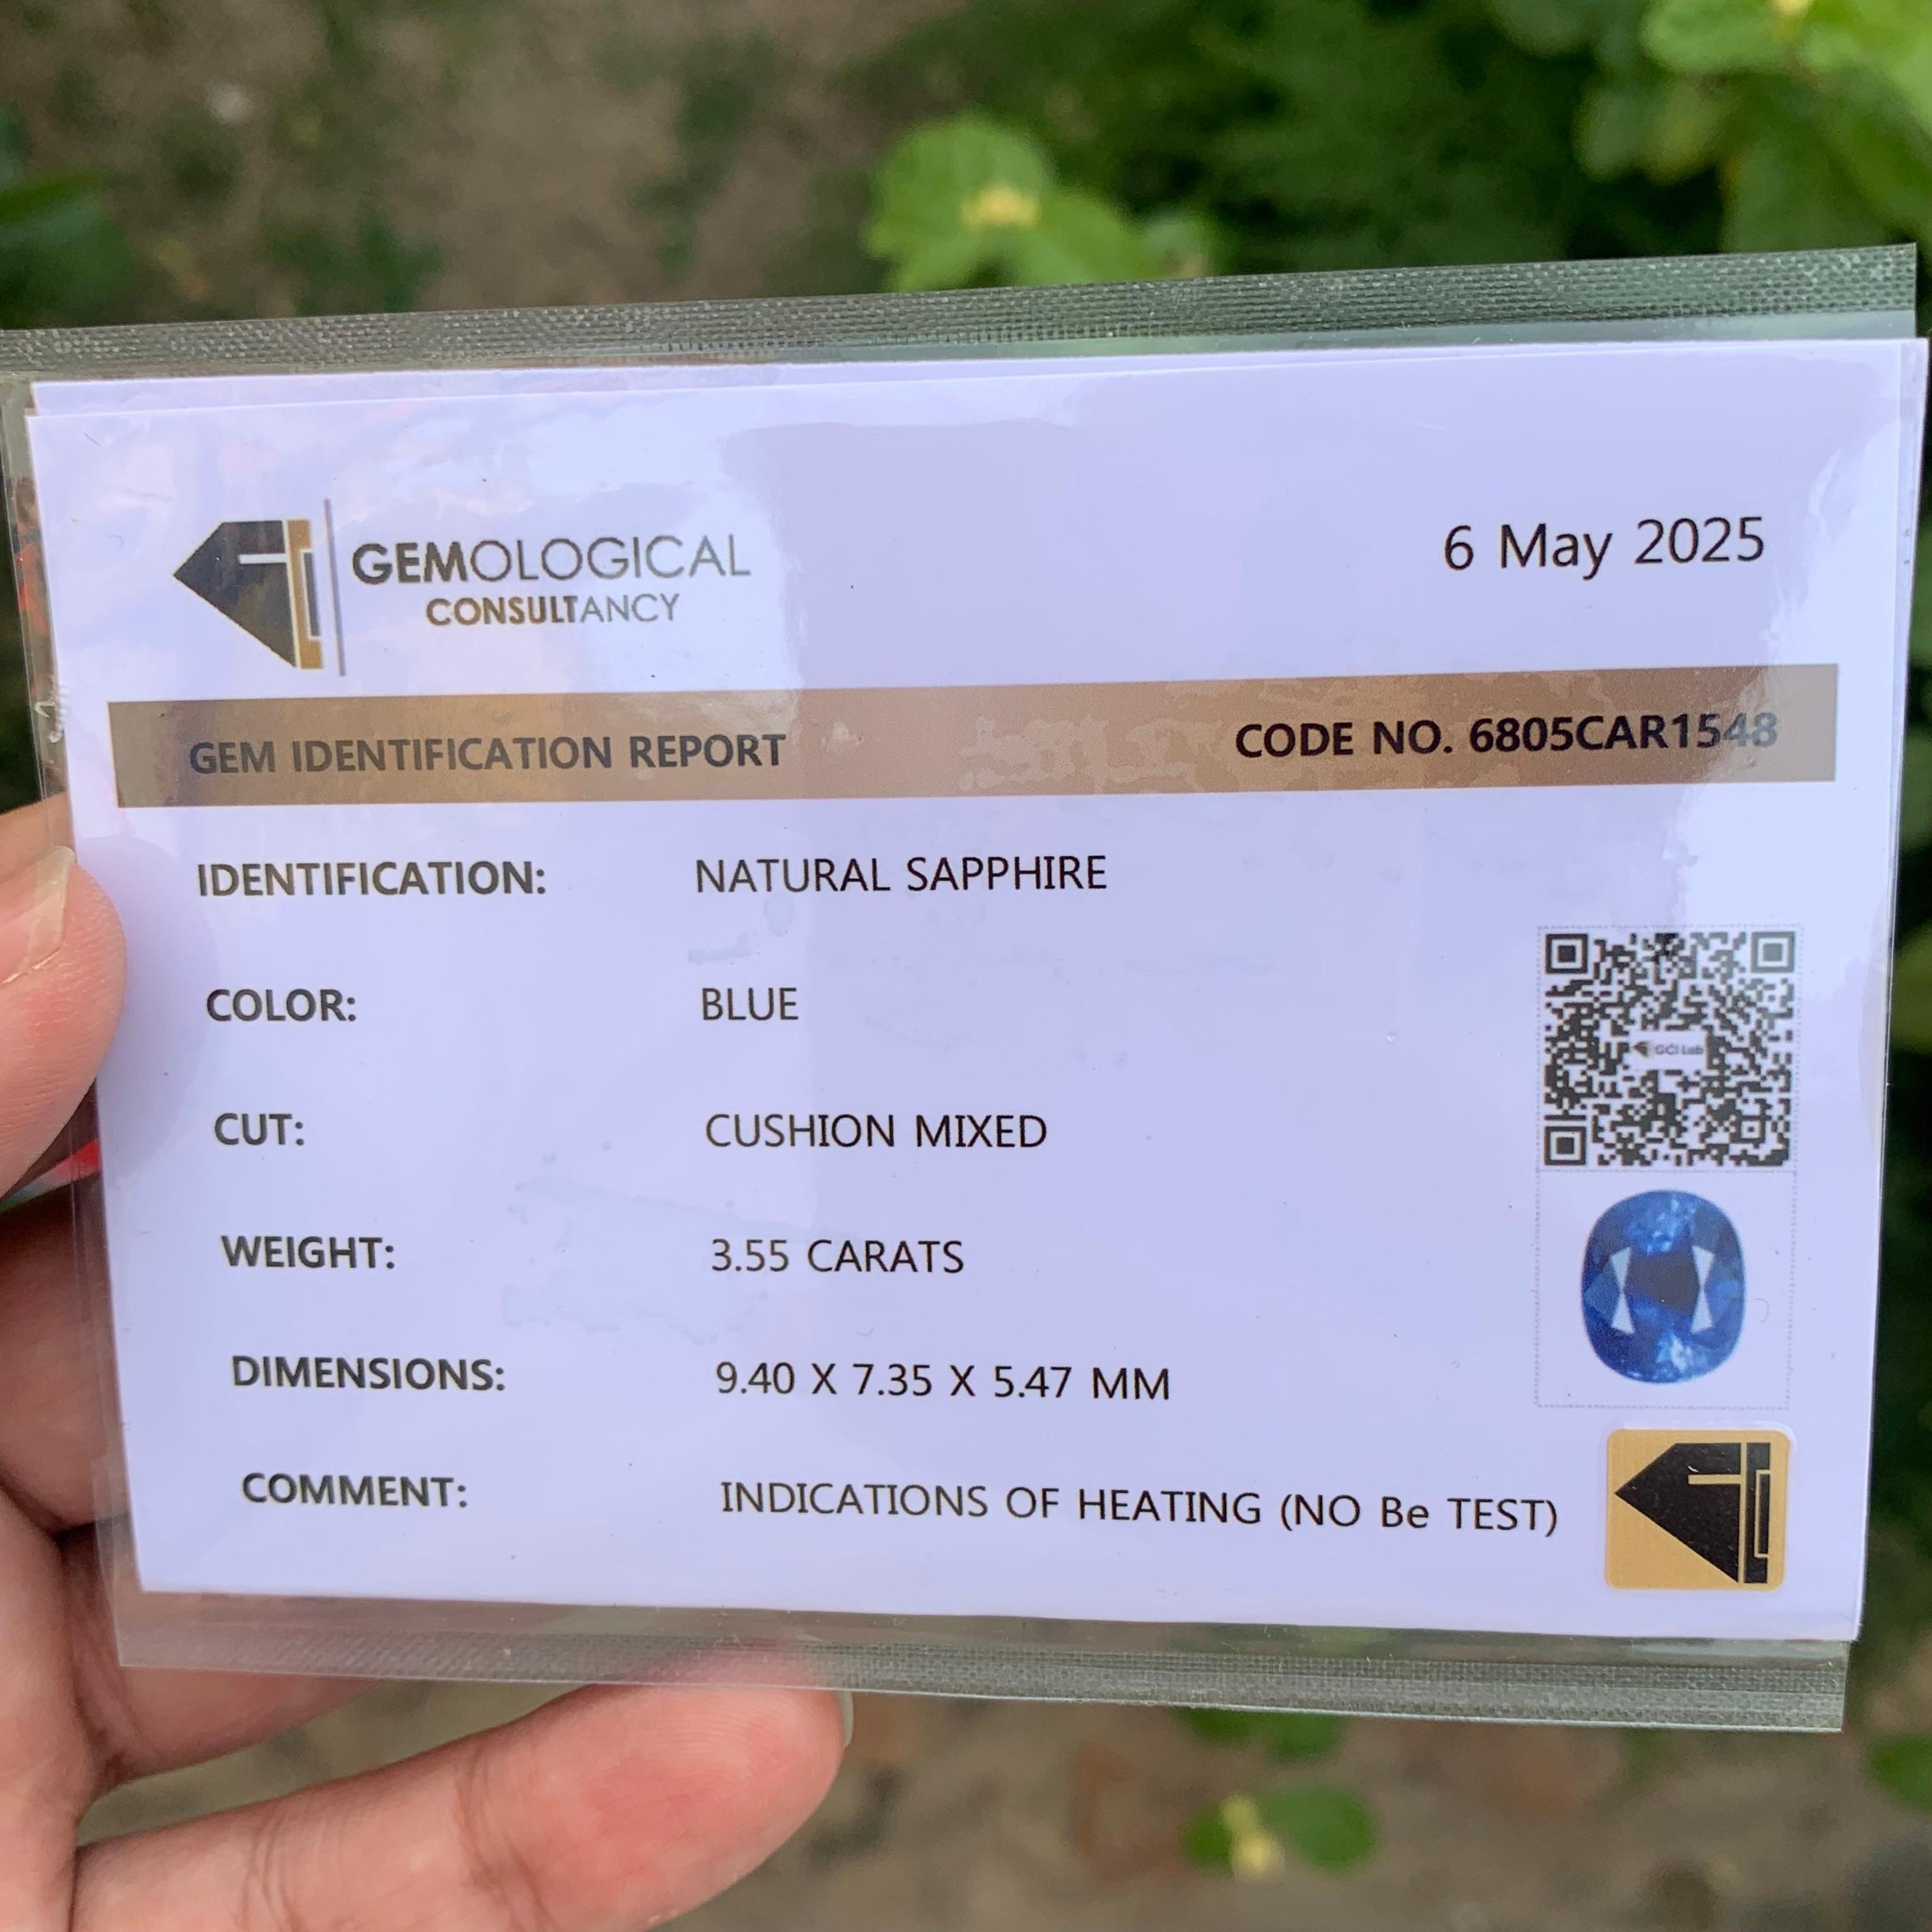 GEMOLOGICAL
CONSULTANCY
6 May 2025
GEM IDENTIFICATION REPORT
CODE NO. 6805CAR1548
IDENTIFICATION: NATURAL SAPPHIRE
COLOR: BLUE
GCI Lab
CUT: CUSHION MIXED
WEIGHT: 3.55 CARATS
DIMENSIONS: 9.40 X 7.35 X 5.47 MM
COMMENT: INDICATIONS OF HEATING (NO Be TEST)